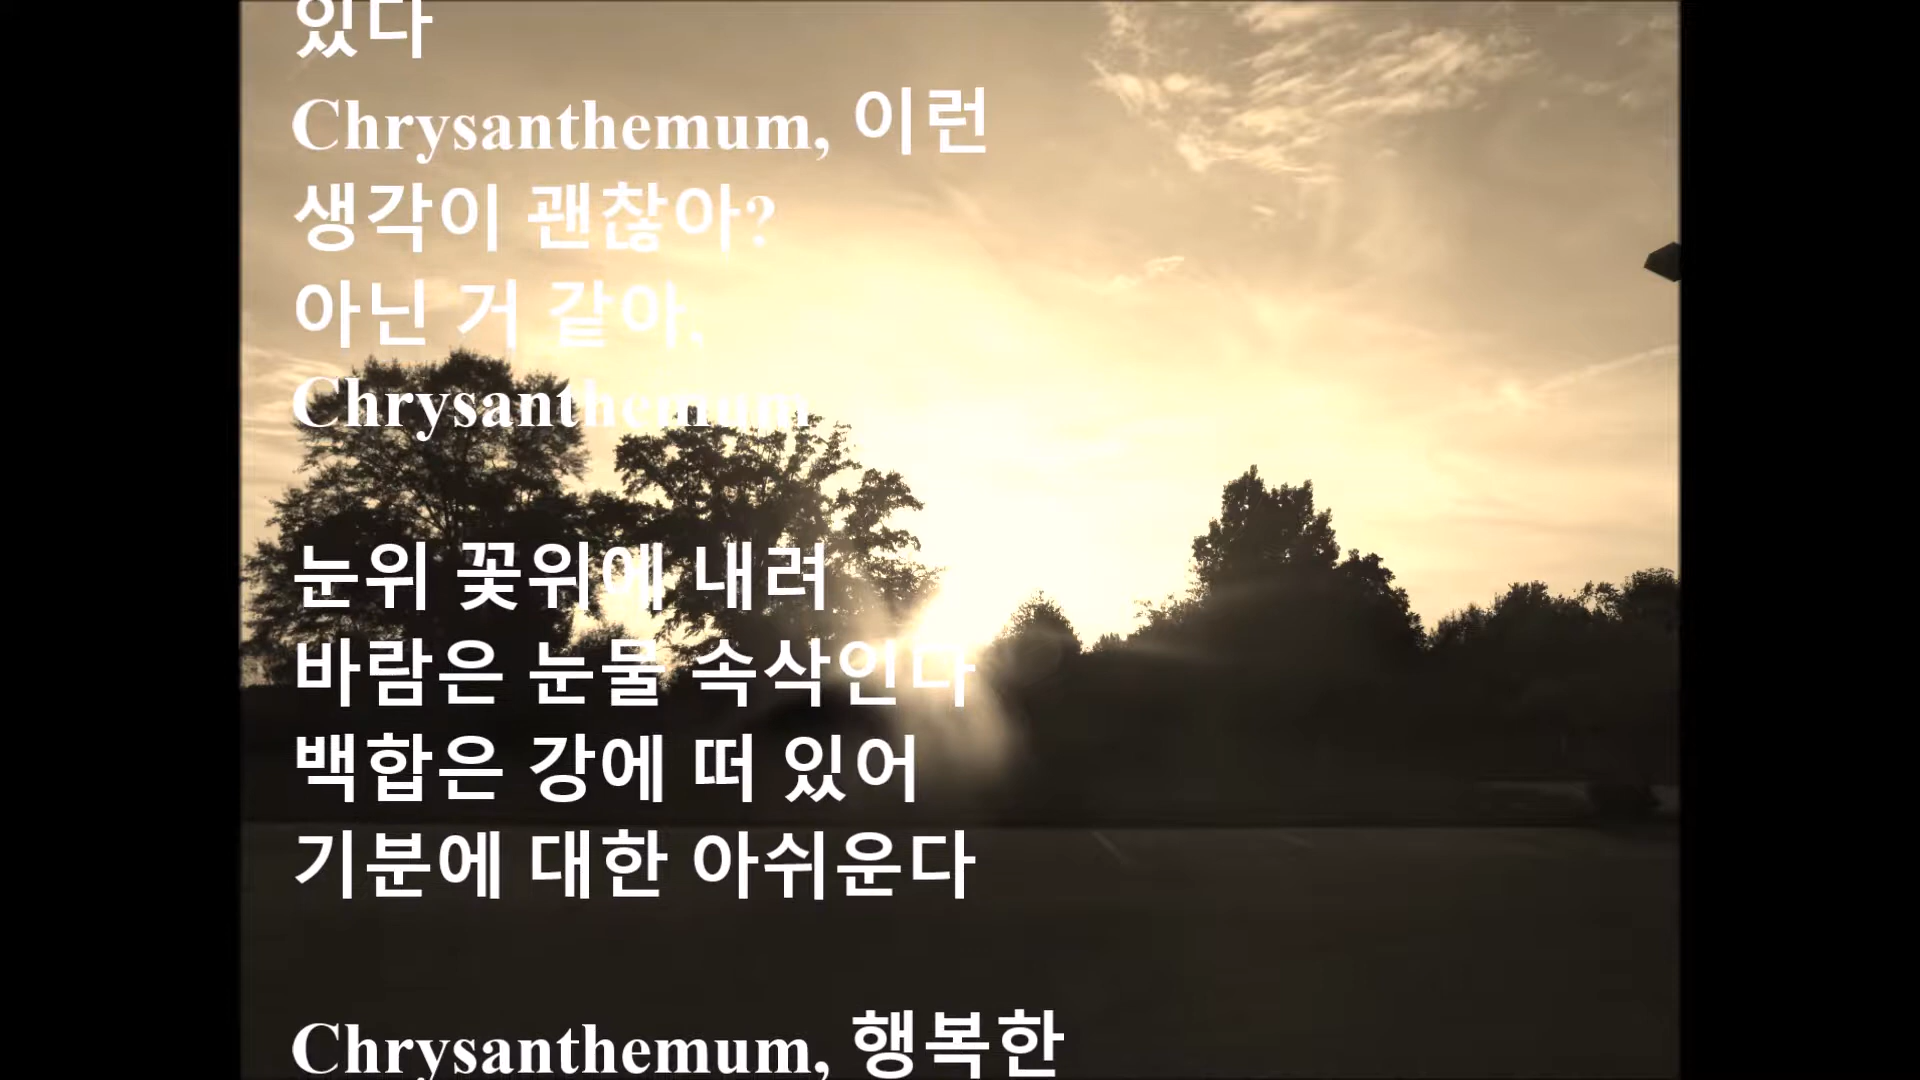 있다
Chrysanthemum, 이런
생각이 괜찮아?
아닌 거 같아,
Chrysanthemum
눈위 꽃위에 내려
바람은 눈물 속삭인다
백합은 강에 떠 있어
기분에 대한 아쉬운다
Chrysanthemum, 행복한